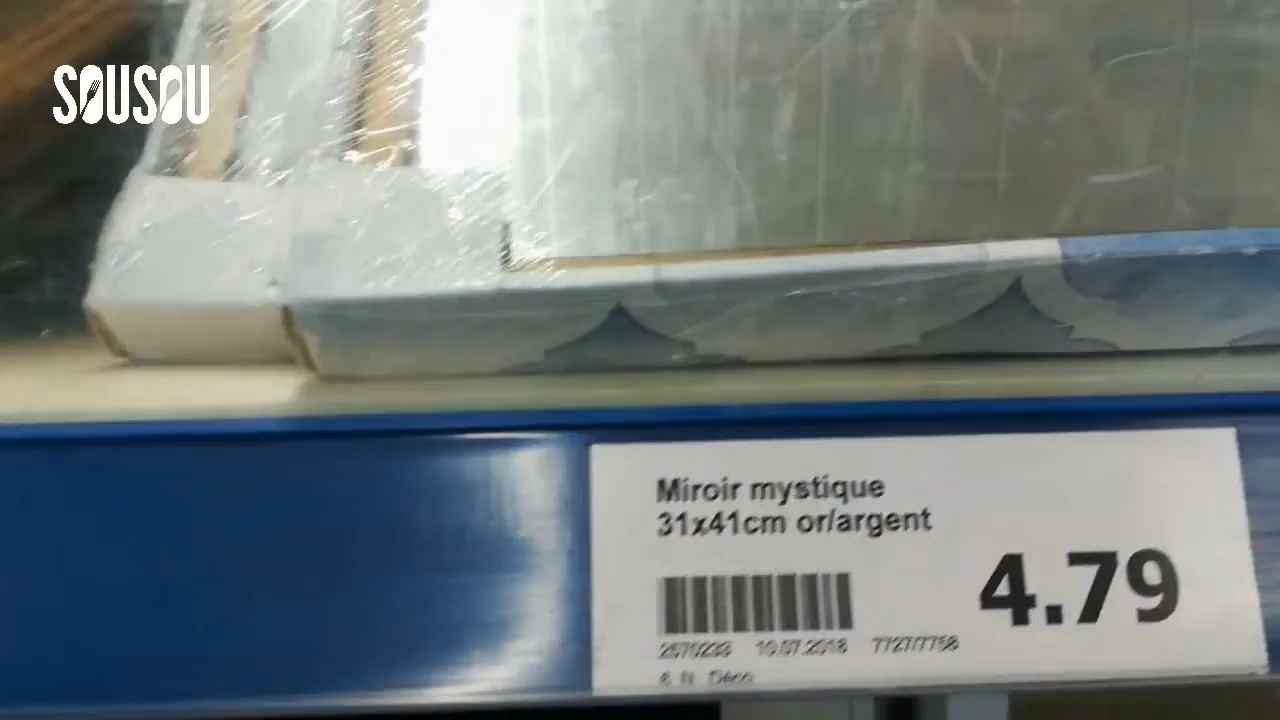 SOUSOU
Miroir mystique
31x41cm or/argent
4.79
2570233 10.07.2018 7727/7758